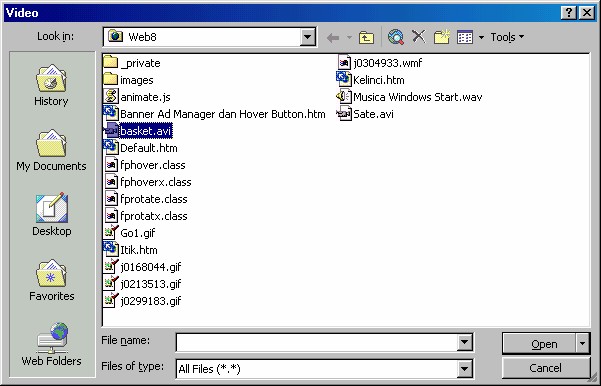 Video
Look in:
Web8
Tools
History
My Documents
Desktop
Favorites
Web Folders
_private
images
animate.js
Banner Ad Manager dan Hover Button.htm
basket.avi
Default.htm
fphover.class
fphoverx.class
fprotate.class
fprotatx.class
Go1.gif
Itik.htm
j0168044.gif
j0213513.gif
j0299183.gif
j0304933.wmf
Kelinci.htm
Musica Windows Start.wav
Sate.avi
File name:
Open
Files of type:
All Files (*.*)
Cancel